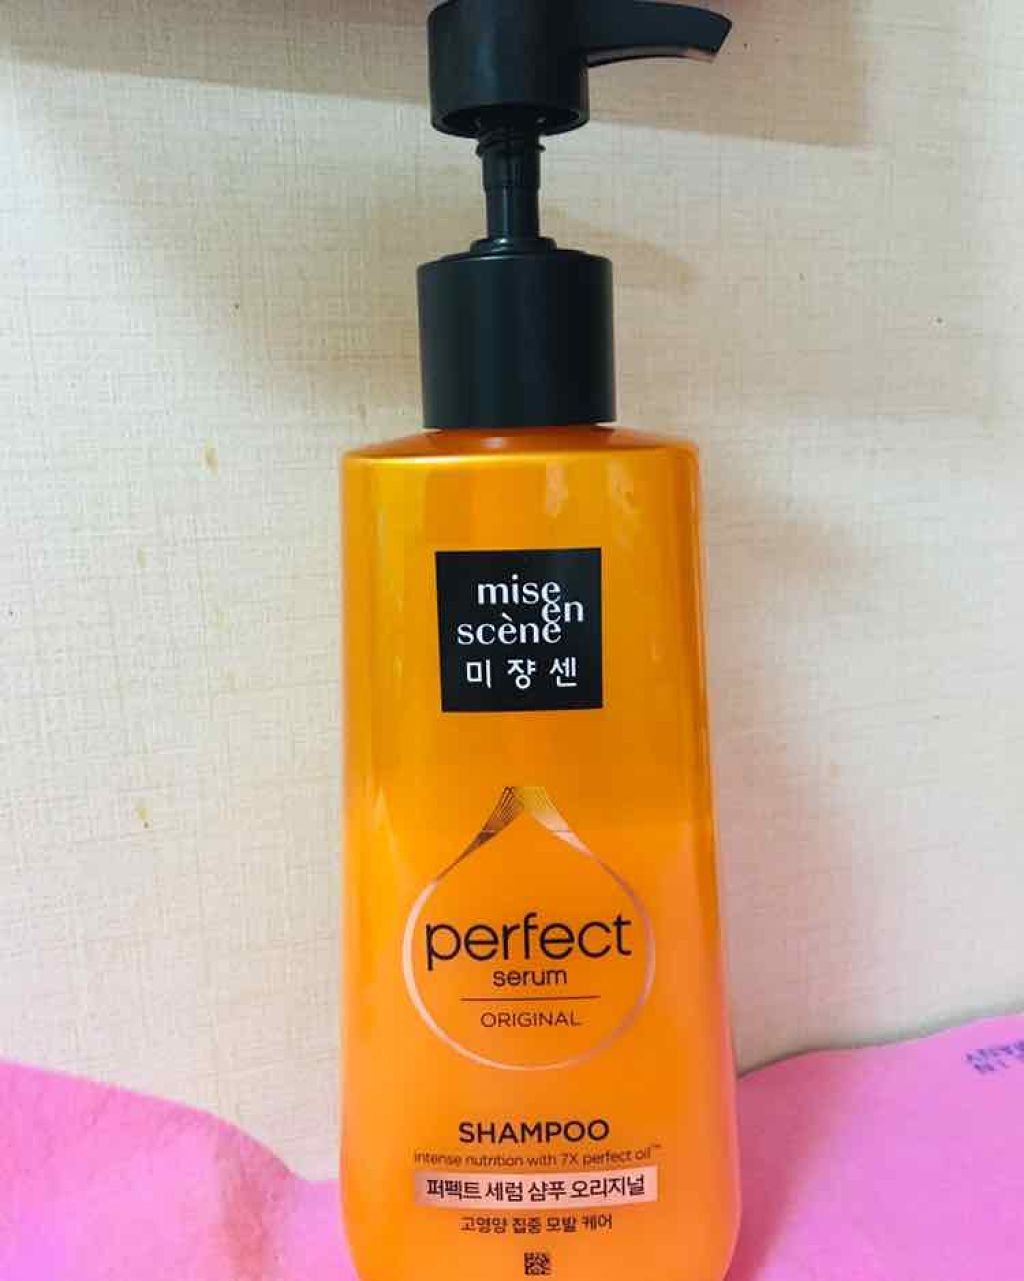 mise
en
scène
미쟝센
perfect
serum
ORIGINAL
SHAMPOO
intense nutrition with 7X perfect oil™
퍼펙트 세럼 샴푸 오리지널
고영양 집중 모발 케어